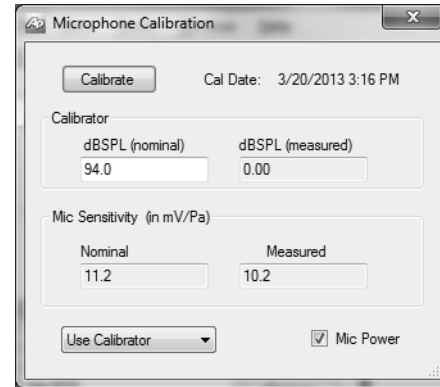 Ap Microphone Calibration
Calibrate Cal Date: 3/20/2013 3:16 PM
Calibrator
dBSPL (nominal) dBSPL (measured)
94.0 0.00
Mic Sensitivity (in mV/Pa)
Nominal Measured
11.2 10.2
Use Calibrator Mic Power